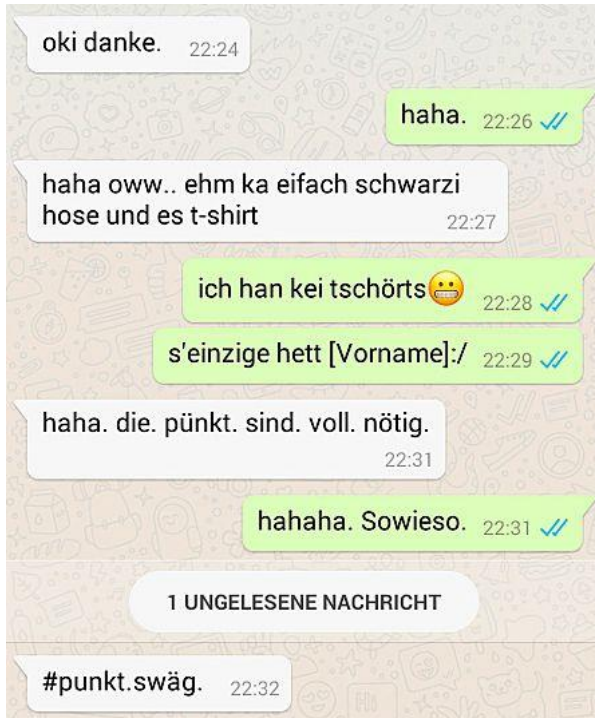 oki danke. 22:24
haha. 22:26
haha oww.. ehm ka eifach schwarzi
hose und es t-shirt 22:27
ich han kei tschörts😬 22:28
s'einzige hett [Vorname]:/ 22:29
haha. die. pünkt. sind. voll. nötig.
22:31
hahaha. Sowieso. 22:31
1 UNGELESENE NACHRICHT
#punkt.swäg. 22:32